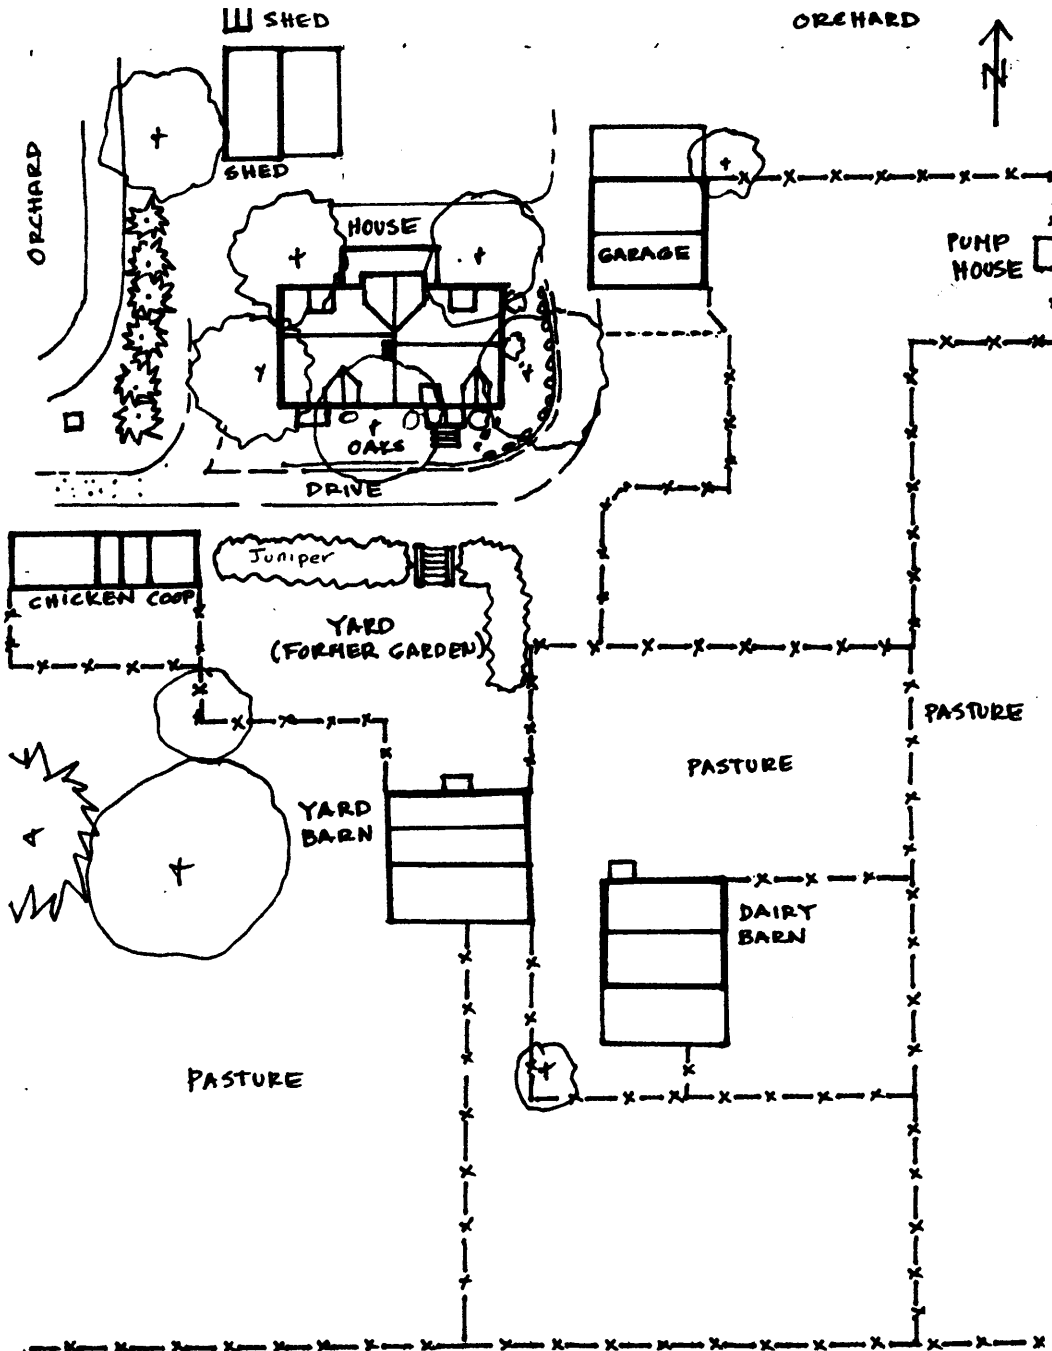 SHED
ORCHARD
N
ORCHARD
SHED
HOUSE
GARAGE
PUMP
HOUSE
OAKS
DRIVE
Juniper
CHICKEN COOP
YARD
(FORMER GARDEN)
PASTURE
PASTURE
YARD
BARN
DAIRY
BARN
PASTURE